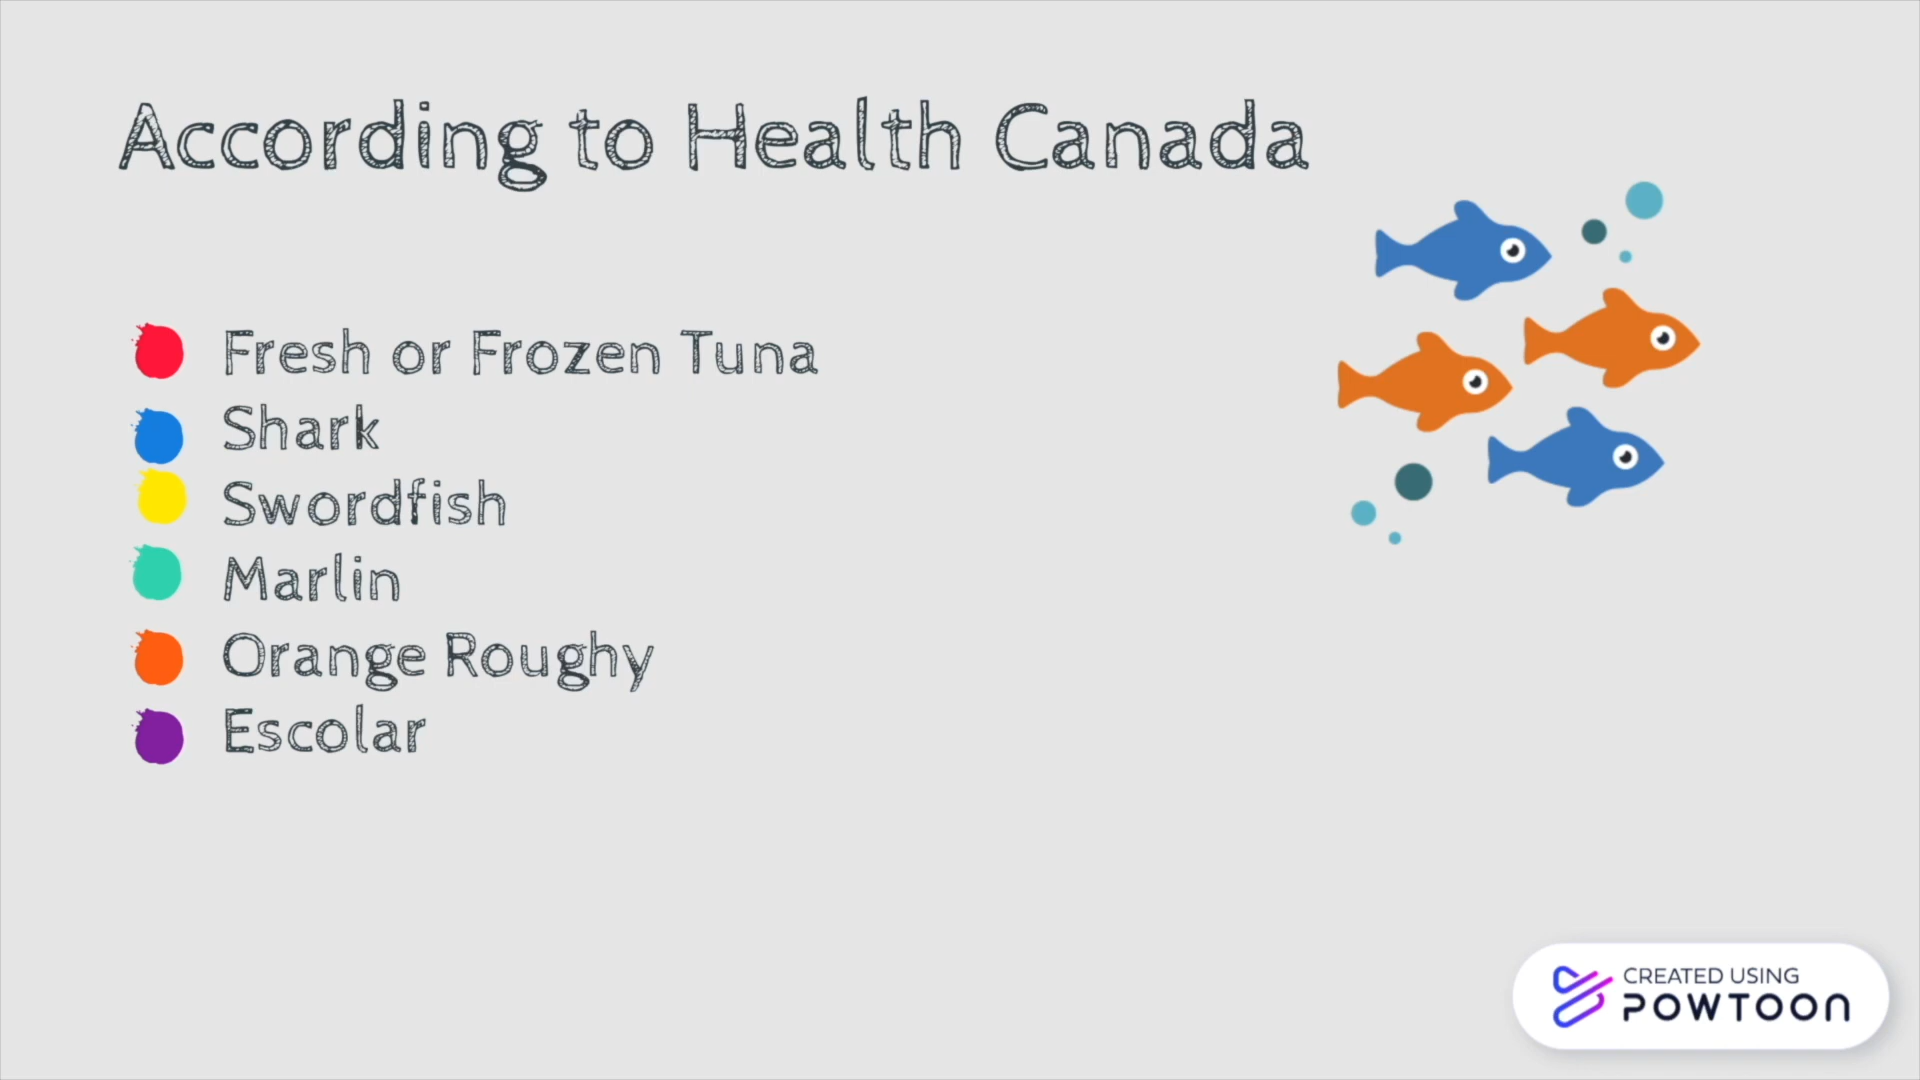 According to Health Canada
Fresh or Frozen Tuna
Shark
Swordfish
Marlin
Orange Roughy
Escolar
CREATED USING
POWTOON